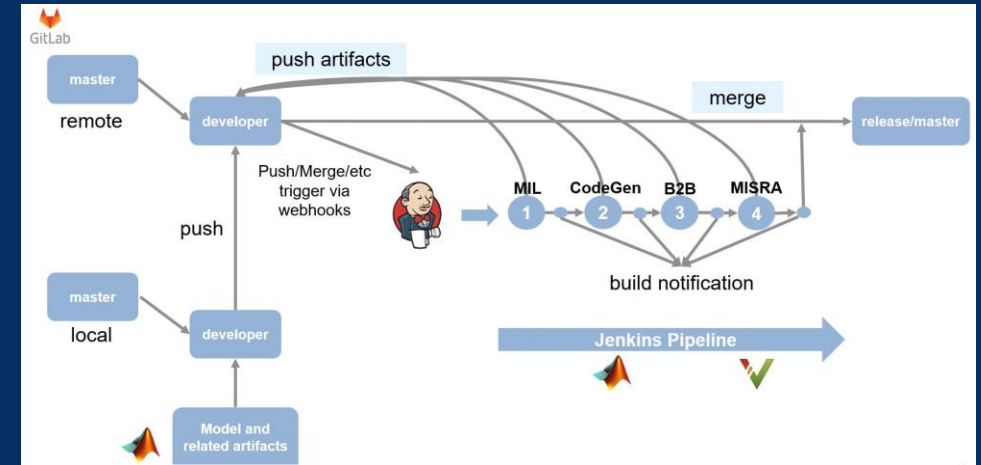 GitLab
push artifacts
master
merge
remote
developer
release/master
Push/Merge/etc
trigger via
webhooks
MIL
CodeGen
B2B
MISRA
1
2
3
4
push
build notification
master
local
developer
Jenkins Pipeline
Model and
related artifacts